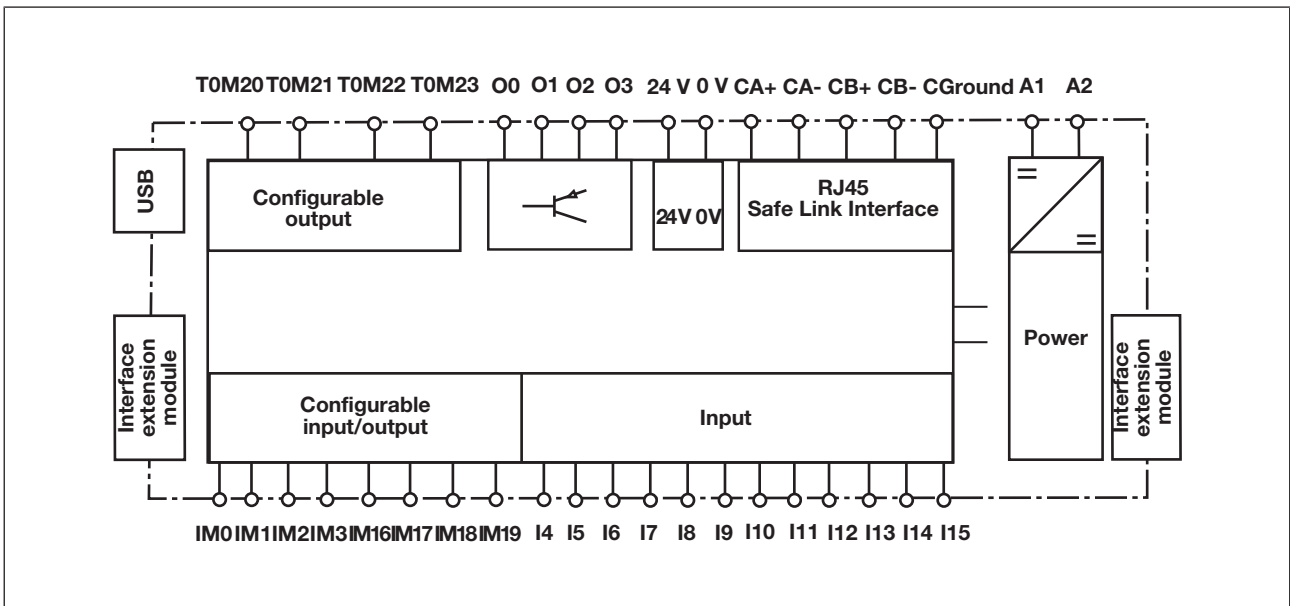 T0M20 T0M21 T0M22 T0M23 O0 O1 O2 O3 24 V 0 V CA+ CA- CB+ CB- CGround A1 A2
USB
Configurable
output
24V 0V
RJ45
Safe Link Interface
Interface
extension
module
Power
Interface
extension
module
Configurable
input/output
Input
IM0 IM1 IM2 IM3 IM16 IM17 IM18 IM19 I4 I5 I6 I7 I8 I9 I10 I11 I12 I13 I14 I15